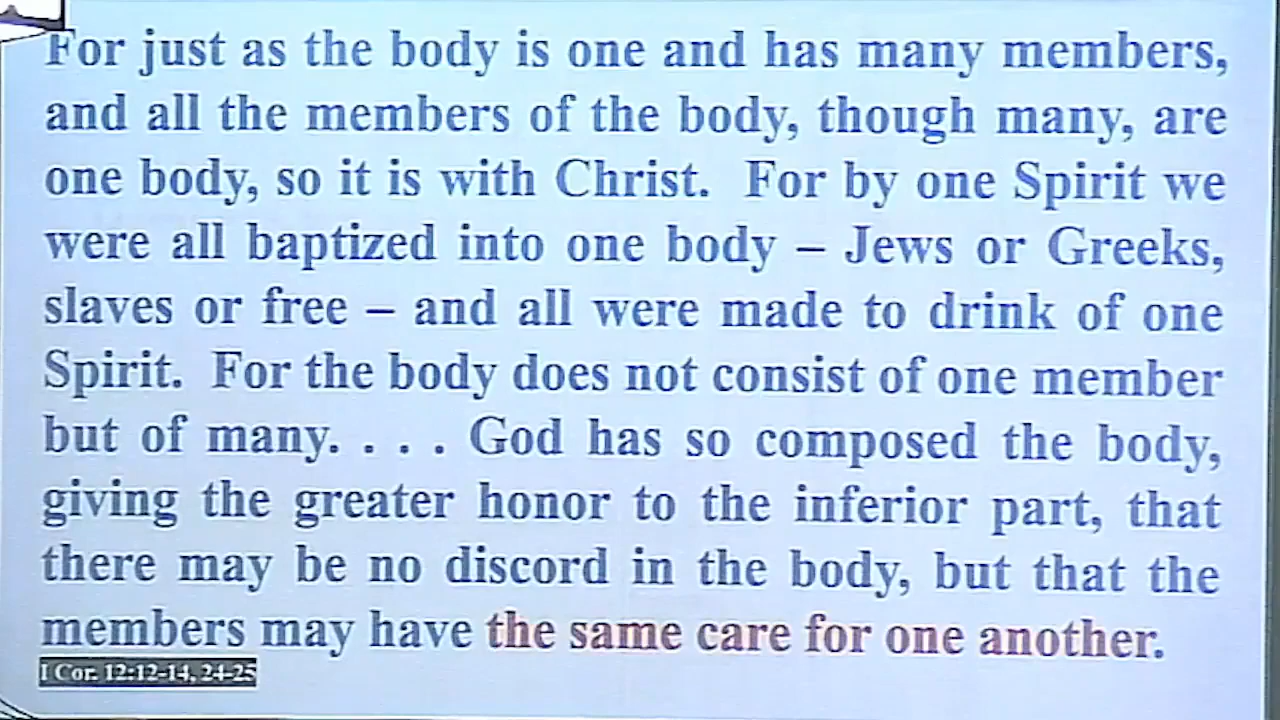 For just as the body is one and has many members,
and all the members of the body, though many, are
one body, so it is with Christ. For by one Spirit we
were all baptized into one body – Jews or Greeks,
slaves or free – and all were made to drink of one
Spirit. For the body does not consist of one member
but of many. . . . God has so composed the body,
giving the greater honor to the inferior part, that
there may be no discord in the body, but that the
members may have the same care for one another.
I Cor. 12:12-14, 24-25